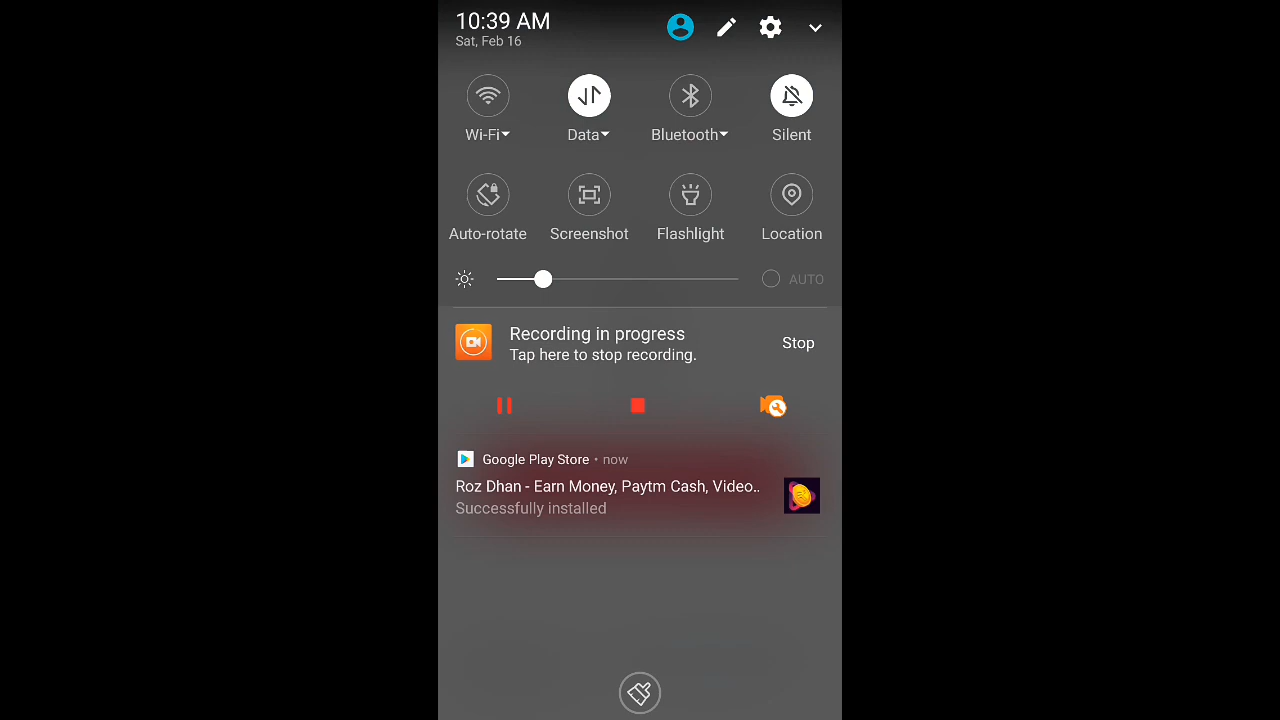 10:39 AM
Sat, Feb 16
Wi-Fi Data Bluetooth Silent
Auto-rotate Screenshot Flashlight Location
AUTO
Recording in progress
Tap here to stop recording.
Stop
Google Play Store • now
Roz Dhan - Earn Money, Paytm Cash, Video..
Successfully installed